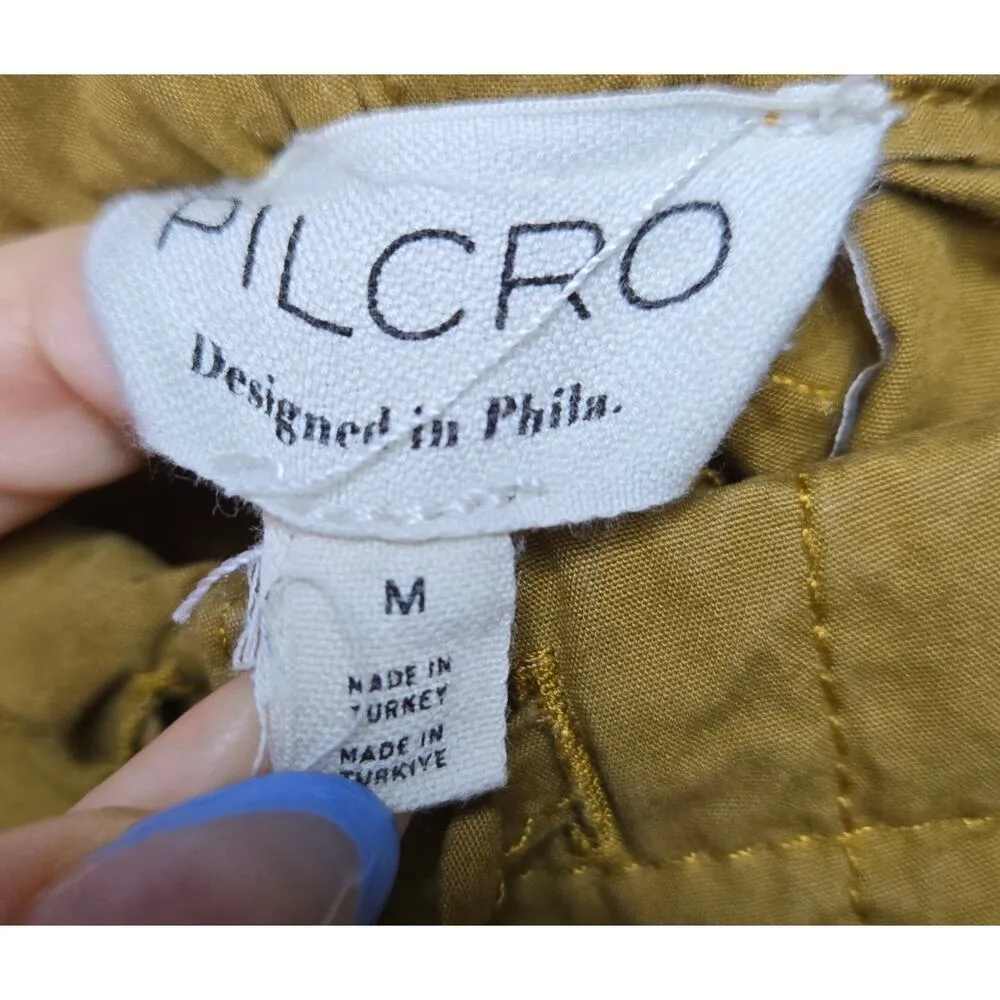 PILCRO
Designed in Phila.
M
MADE IN
TURKEY
MADE IN
TURKIYE